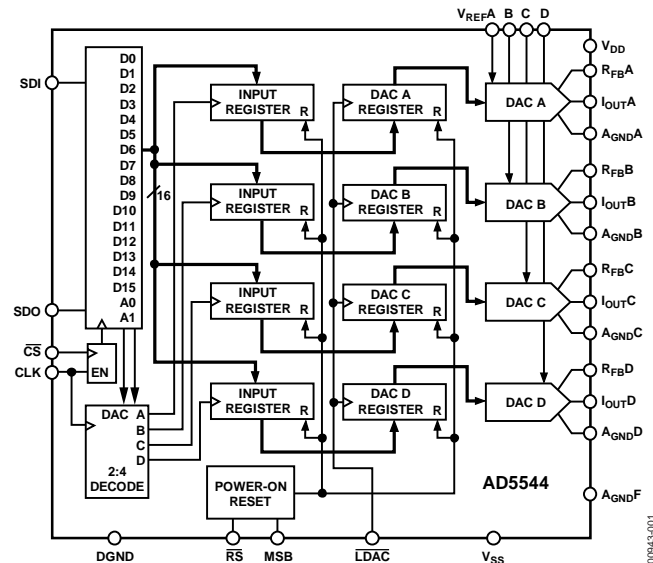 VREFA B C D
VDD
SDI
D0
D1
D2
D3
D4
D5
D6
D7
D8
D9
D10
D11
D12
D13
D14
D15
A0
A1
16
SDO
CS
CLK
EN
DAC A
B
C
D
2:4
DECODE
INPUT
REGISTER
R
DAC A
REGISTER
R
DAC A
RFBA
IOUTA
AGNDA
INPUT
REGISTER
R
DAC B
REGISTER
R
DAC B
RFBB
IOUTB
AGNDB
INPUT
REGISTER
R
DAC C
REGISTER
R
DAC C
RFBC
IOUTC
AGNDC
INPUT
REGISTER
R
DAC D
REGISTER
R
DAC D
RFBD
IOUTD
AGNDD
POWER-ON
RESET
AD5544
AGNDF
DGND
RS
MSB
LDAC
VSS
00943-001